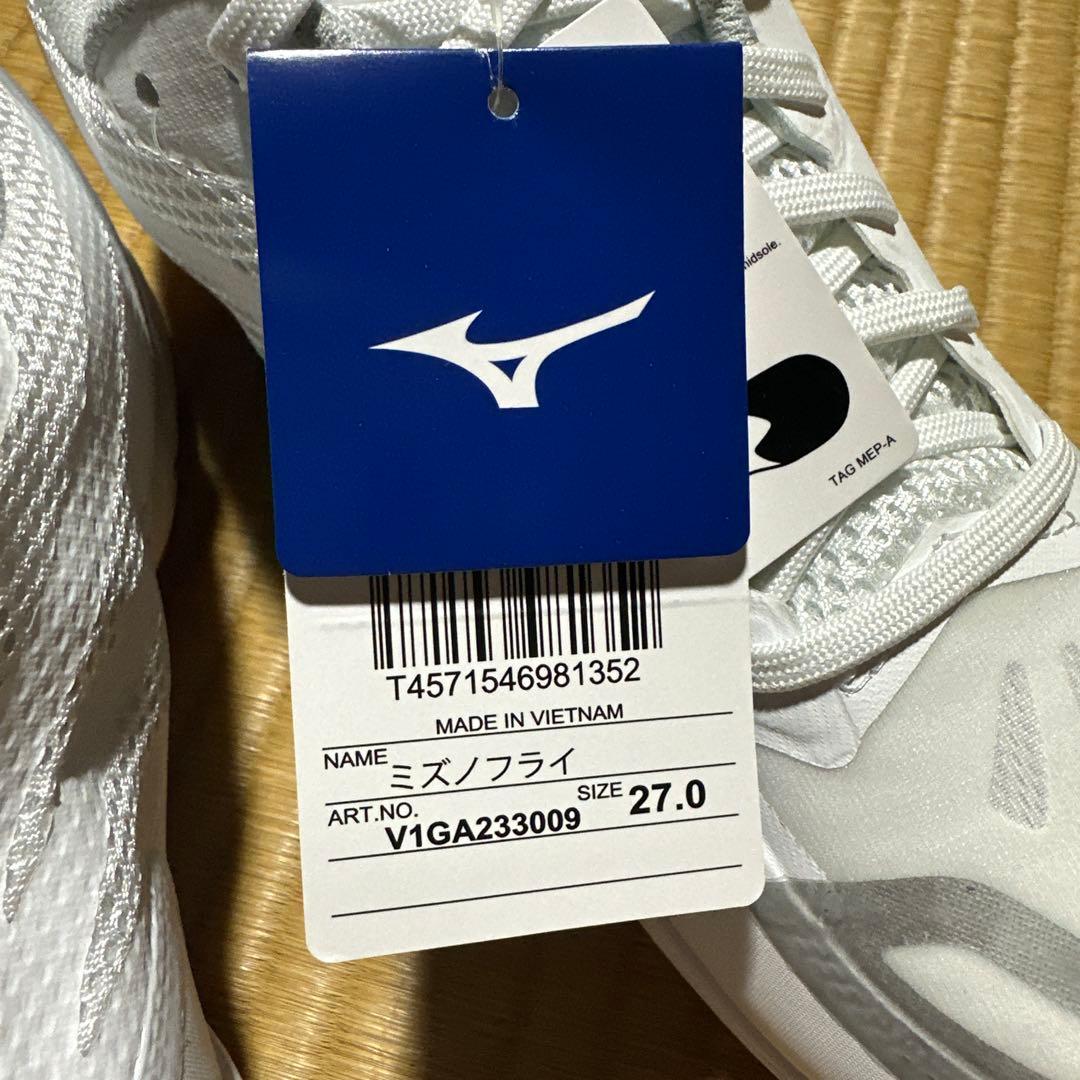 midsole.
TAG MEP-A
T4571546981352
MADE IN VIETNAM
NAME ミズノフライ
ART.NO. V1GA233009 SIZE 27.0